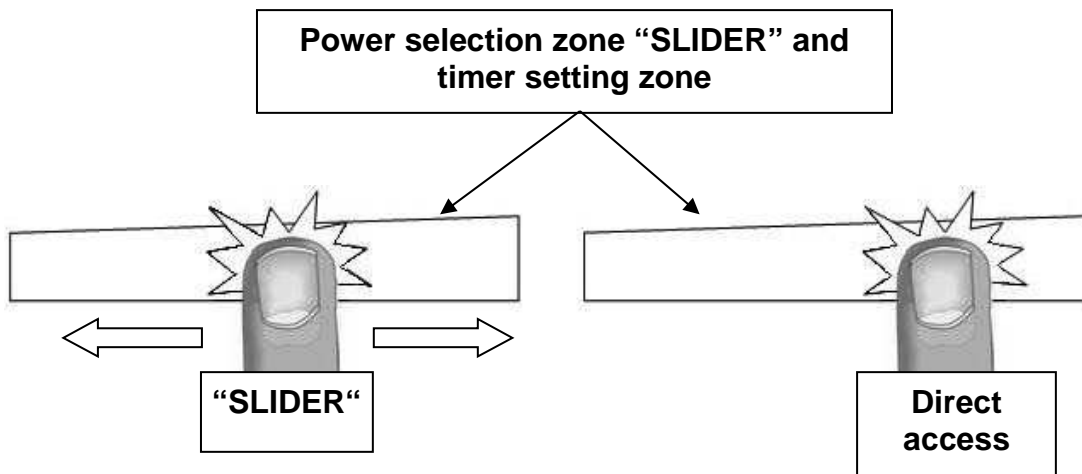 Power selection zone “SLIDER” and
timer setting zone
“SLIDER“
Direct
access